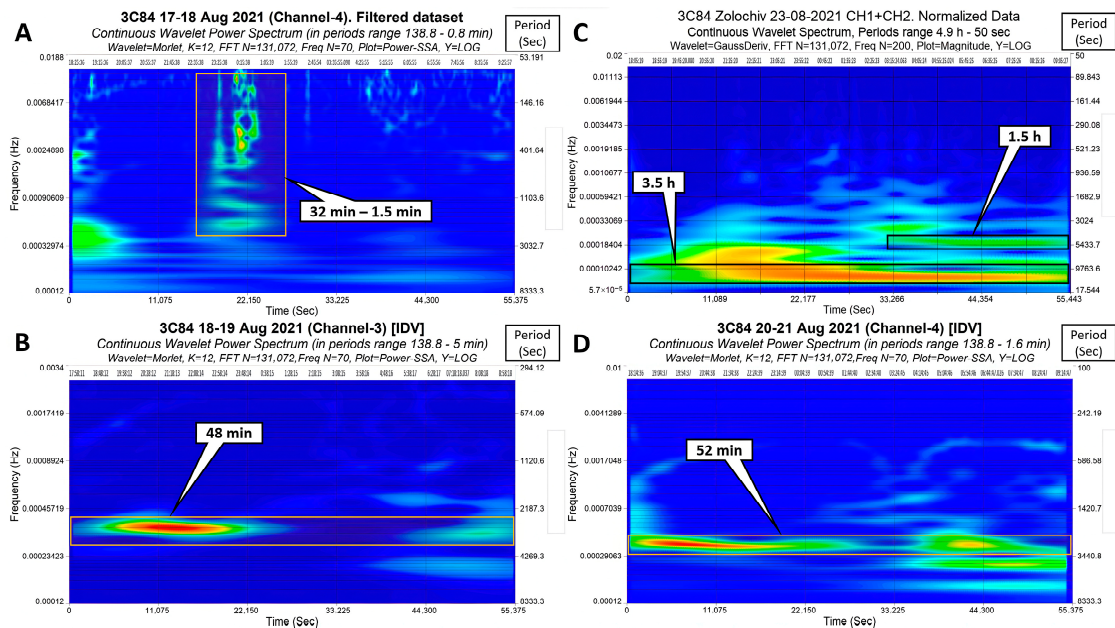 A
3C84 17-18 Aug 2021 (Channel-4). Filtered dataset
Continuous Wavelet Power Spectrum (in periods range 138.8 - 0.8 min)
Wavelet=Morlet, K=12, FFT N=131,072, Freq N=70, Plot=Power-SSA, Y=LOG
Period
(Sec)
Frequency (Hz)
0.0188
0.0068417
0.0024690
0.00090609
0.00032974
0.00012
53.191
146.16
401.64
1103.6
3032.7
8333.3
32 min – 1.5 min
0
11,075
22,150
33.225
44,300
55.375
Time (Sec)
C
3C84 Zolochiv 23-08-2021 CH1+CH2. Normalized Data
Continuous Wavelet Spectrum, Periods range 4.9 h - 50 sec
Wavelet=GaussDeriv, FFT N=131,072, Freq N=200, Plot=Magnitude, Y=LOG
Period
(Sec)
Frequency (Hz)
0.02
0.01113
0.0061944
0.0034473
0.0019185
0.0010677
0.00033069
0.00018404
0.00010242
5.7×10⁻⁵
50
89.843
161.44
290.08
521.23
930.59
1682.9
3024
5433.7
9763.6
17.544
3.5 h
1.5 h
0
11,089
22,177
33.266
44,354
55.443
Time (Sec)
B
3C84 18-19 Aug 2021 (Channel-3) [IDV]
Continuous Wavelet Power Spectrum (in periods range 138.8 - 5 min)
Wavelet=Morlet, K=12, FFT N=131,072,Freq N=70, Plot=Power-SSA, Y=LOG
Period
(Sec)
Frequency (Hz)
0.0034
0.0017419
0.0008924
0.00045719
0.00023423
0.00012
294.12
574.09
1120.6
2187.3
4269.3
8333.3
48 min
0
11,075
22,150
33.225
44,300
55.375
Time (Sec)
D
3C84 20-21 Aug 2021 (Channel-4) [IDV]
Continuous Wavelet Power Spectrum (in periods range 138.8 - 1.6 min)
Wavelet=Morlet, K=12, FFT N=131,072,Freq N=70, Plot=Power-SSA, Y=LOG
Period
(Sec)
Frequency (Hz)
0.01
0.0041289
0.0017048
0.0007039
0.00029063
0.00012
100
242.19
586.58
1420.7
3440.8
8333.3
52 min
0
11.075
22.150
33.225
44.300
55.375
Time (Sec)